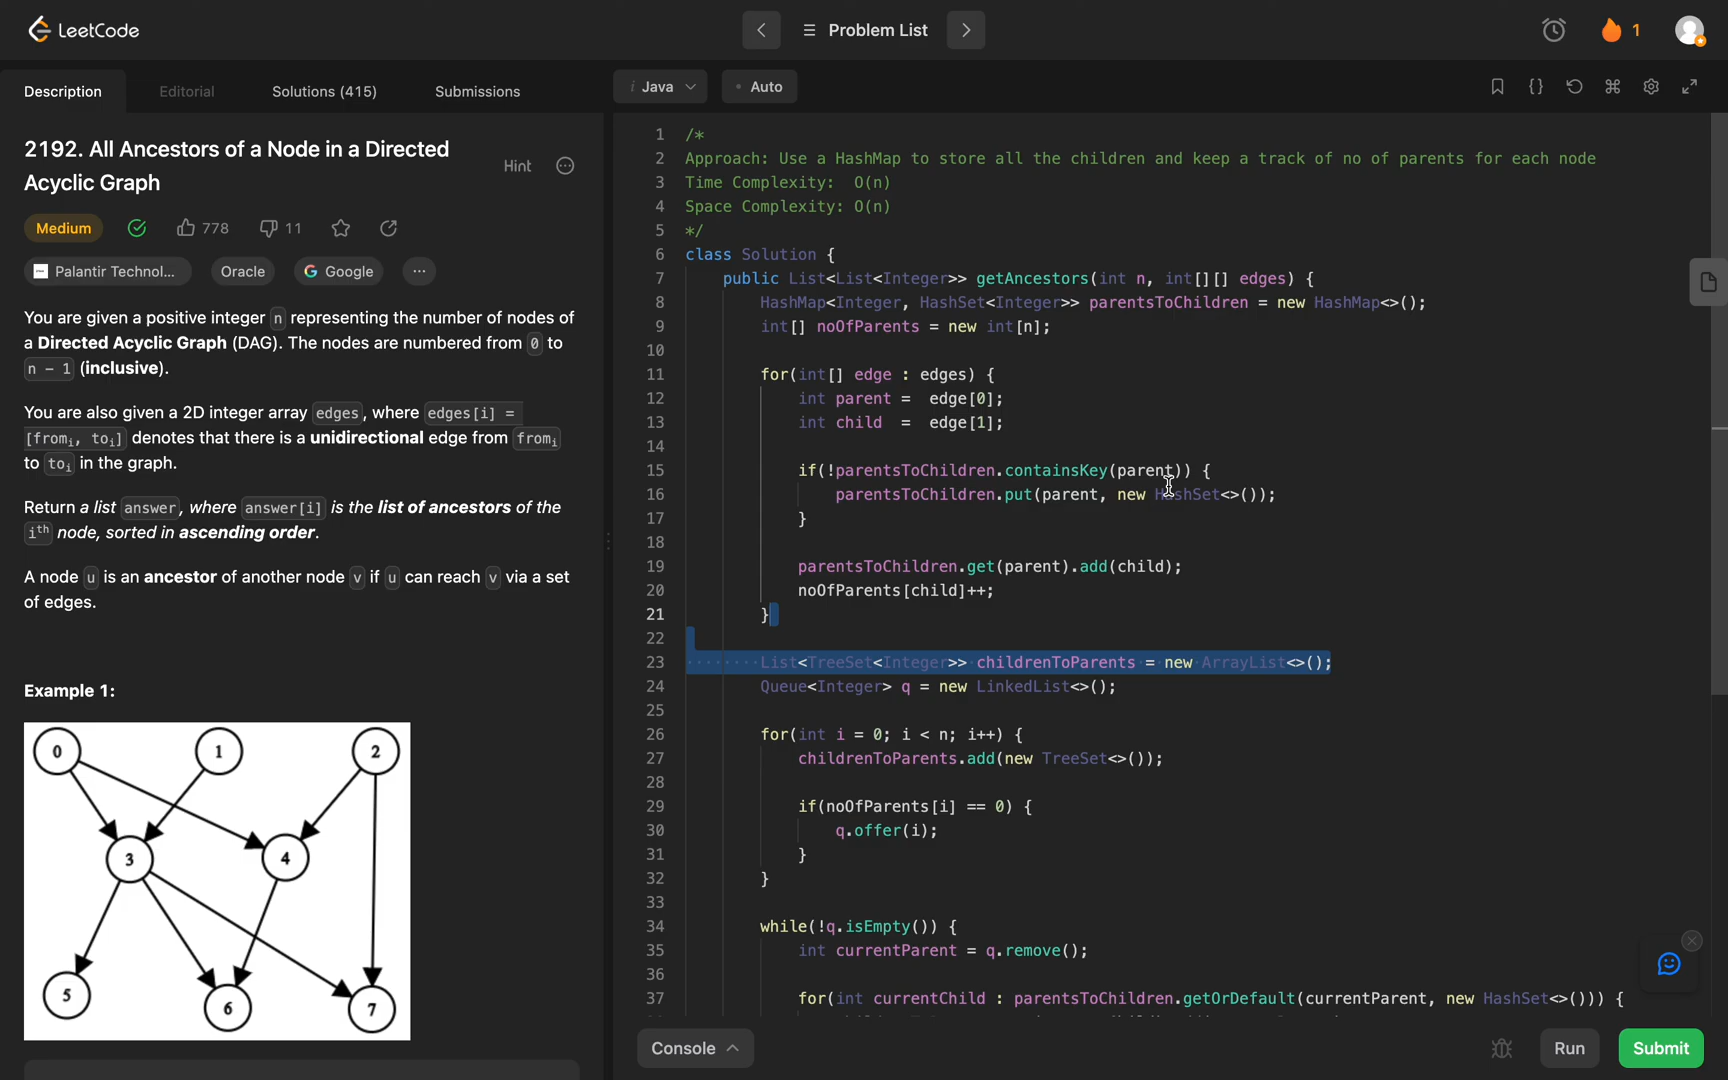 LeetCode
Problem List
1
Description
Editorial
Solutions (415)
Submissions
2192. All Ancestors of a Node in a Directed
Acyclic Graph
Hint
Medium
778
11
Palantir Technol...
Oracle
Google
You are given a positive integer n representing the number of nodes of
a Directed Acyclic Graph (DAG). The nodes are numbered from 0 to
n - 1 (inclusive).
You are also given a 2D integer array edges, where edges[i] =
[fromᵢ, toᵢ] denotes that there is a unidirectional edge from fromᵢ
to toᵢ in the graph.
Return a list answer, where answer[i] is the list of ancestors of the
iᵗʰ node, sorted in ascending order.
A node u is an ancestor of another node v if u can reach v via a set
of edges.
Example 1:
0 1 2
3 4
5 6 7
i Java
Auto
1 /*
2 Approach: Use a HashMap to store all the children and keep a track of no of parents for each node
3 Time Complexity:  O(n)
4 Space Complexity: O(n)
5 */
6 class Solution {
7 public List<List<Integer>> getAncestors(int n, int[][] edges) {
8 HashMap<Integer, HashSet<Integer>> parentsToChildren = new HashMap<>();
9 int[] noOfParents = new int[n];
10
11 for(int[] edge : edges) {
12 int parent =  edge[0];
13 int child  =  edge[1];
14
15 if(!parentsToChildren.containsKey(parent)) {
16 parentsToChildren.put(parent, new HashSet<>());
17 }
18
19 parentsToChildren.get(parent).add(child);
20 noOfParents[child]++;
21 }
22
23 List<TreeSet<Integer>> childrenToParents = new ArrayList<>();
24 Queue<Integer> q = new LinkedList<>();
25
26 for(int i = 0; i < n; i++) {
27 childrenToParents.add(new TreeSet<>());
28
29 if(noOfParents[i] == 0) {
30 q.offer(i);
31 }
32 }
33
34 while(!q.isEmpty()) {
35 int currentParent = q.remove();
36
37 for(int currentChild : parentsToChildren.getOrDefault(currentParent, new HashSet<>())) {
Console
Run
Submit